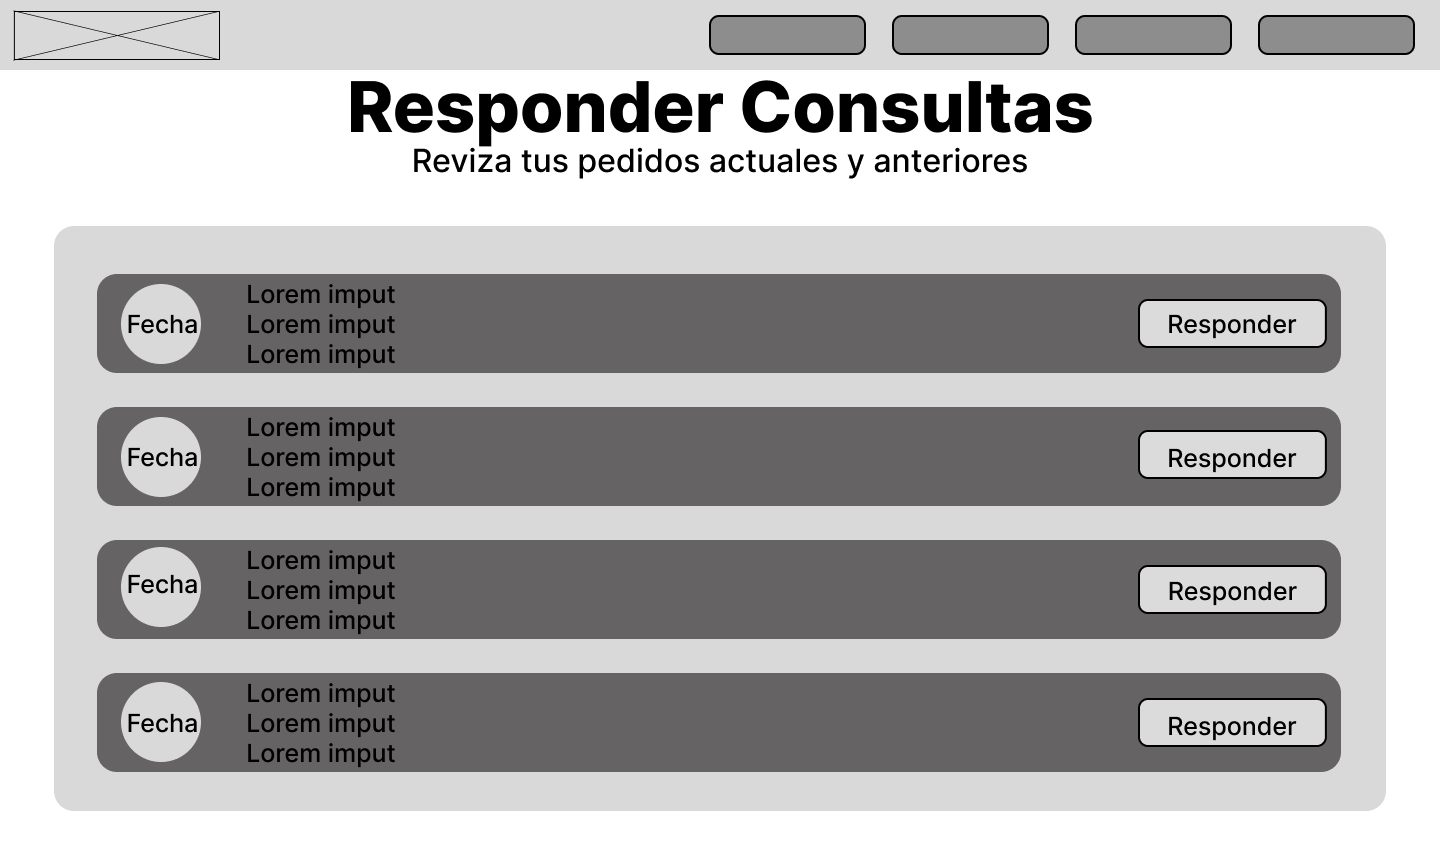 Responder Consultas
Reviza tus pedidos actuales y anteriores
Fecha
Lorem imput
Lorem imput
Lorem imput
Responder
Fecha
Lorem imput
Lorem imput
Lorem imput
Responder
Fecha
Lorem imput
Lorem imput
Lorem imput
Responder
Fecha
Lorem imput
Lorem imput
Lorem imput
Responder